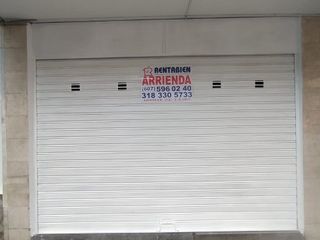 RENTABIEN
ARRIENDA
(607) 596 02 40
318 330 5733